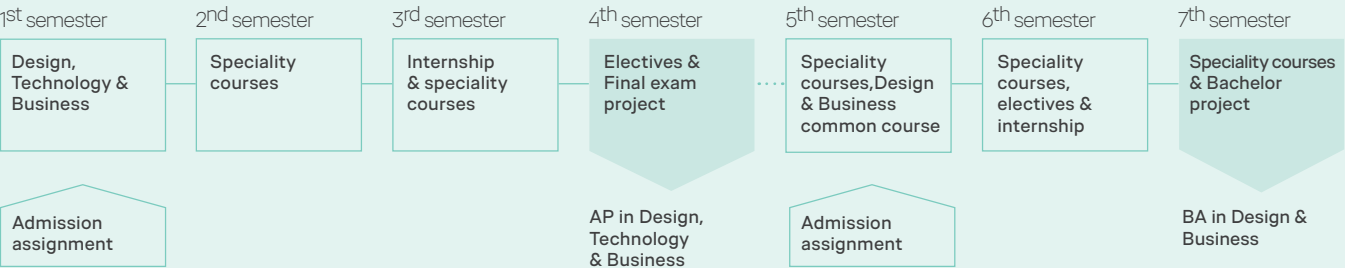 1st semester
2nd semester
3rd semester
4th semester
5th semester
6th semester
7th semester
Design,
Technology &
Business
Speciality
courses
Internship
& speciality
courses
Electives &
Final exam
project
Speciality
courses,Design
& Business
common course
Speciality
courses,
electives &
internship
Speciality courses
& Bachelor
project
Admission
assignment
AP in Design,
Technology
& Business
Admission
assignment
BA in Design &
Business